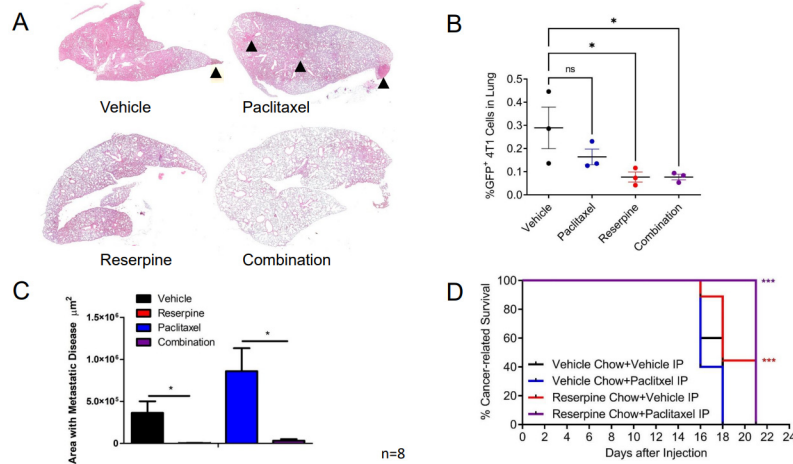 A
Vehicle
Paclitaxel
Reserpine
Combination
B
*
*
ns
%GFP⁺ 4T1 Cells in Lung
0.5
0.4
0.3
0.2
0.1
0.0
Vehicle
Paclitaxel
Reserpine
Combination
C
Area with Metastatic Disease μm²
1.5×10⁶
1.0×10⁶
5.0×10⁵
0
Vehicle
Reserpine
Paclitaxel
Combination
*
*
n=8
D
% Cancer-related Survival
100
80
60
40
20
0
***
***
Vehicle Chow+Vehicle IP
Vehicle Chow+Paclitxel IP
Reserpine Chow+Vehicle IP
Reserpine Chow+Paclitaxel IP
0 2 4 6 8 10 12 14 16 18 20 22 24
Days after Injection